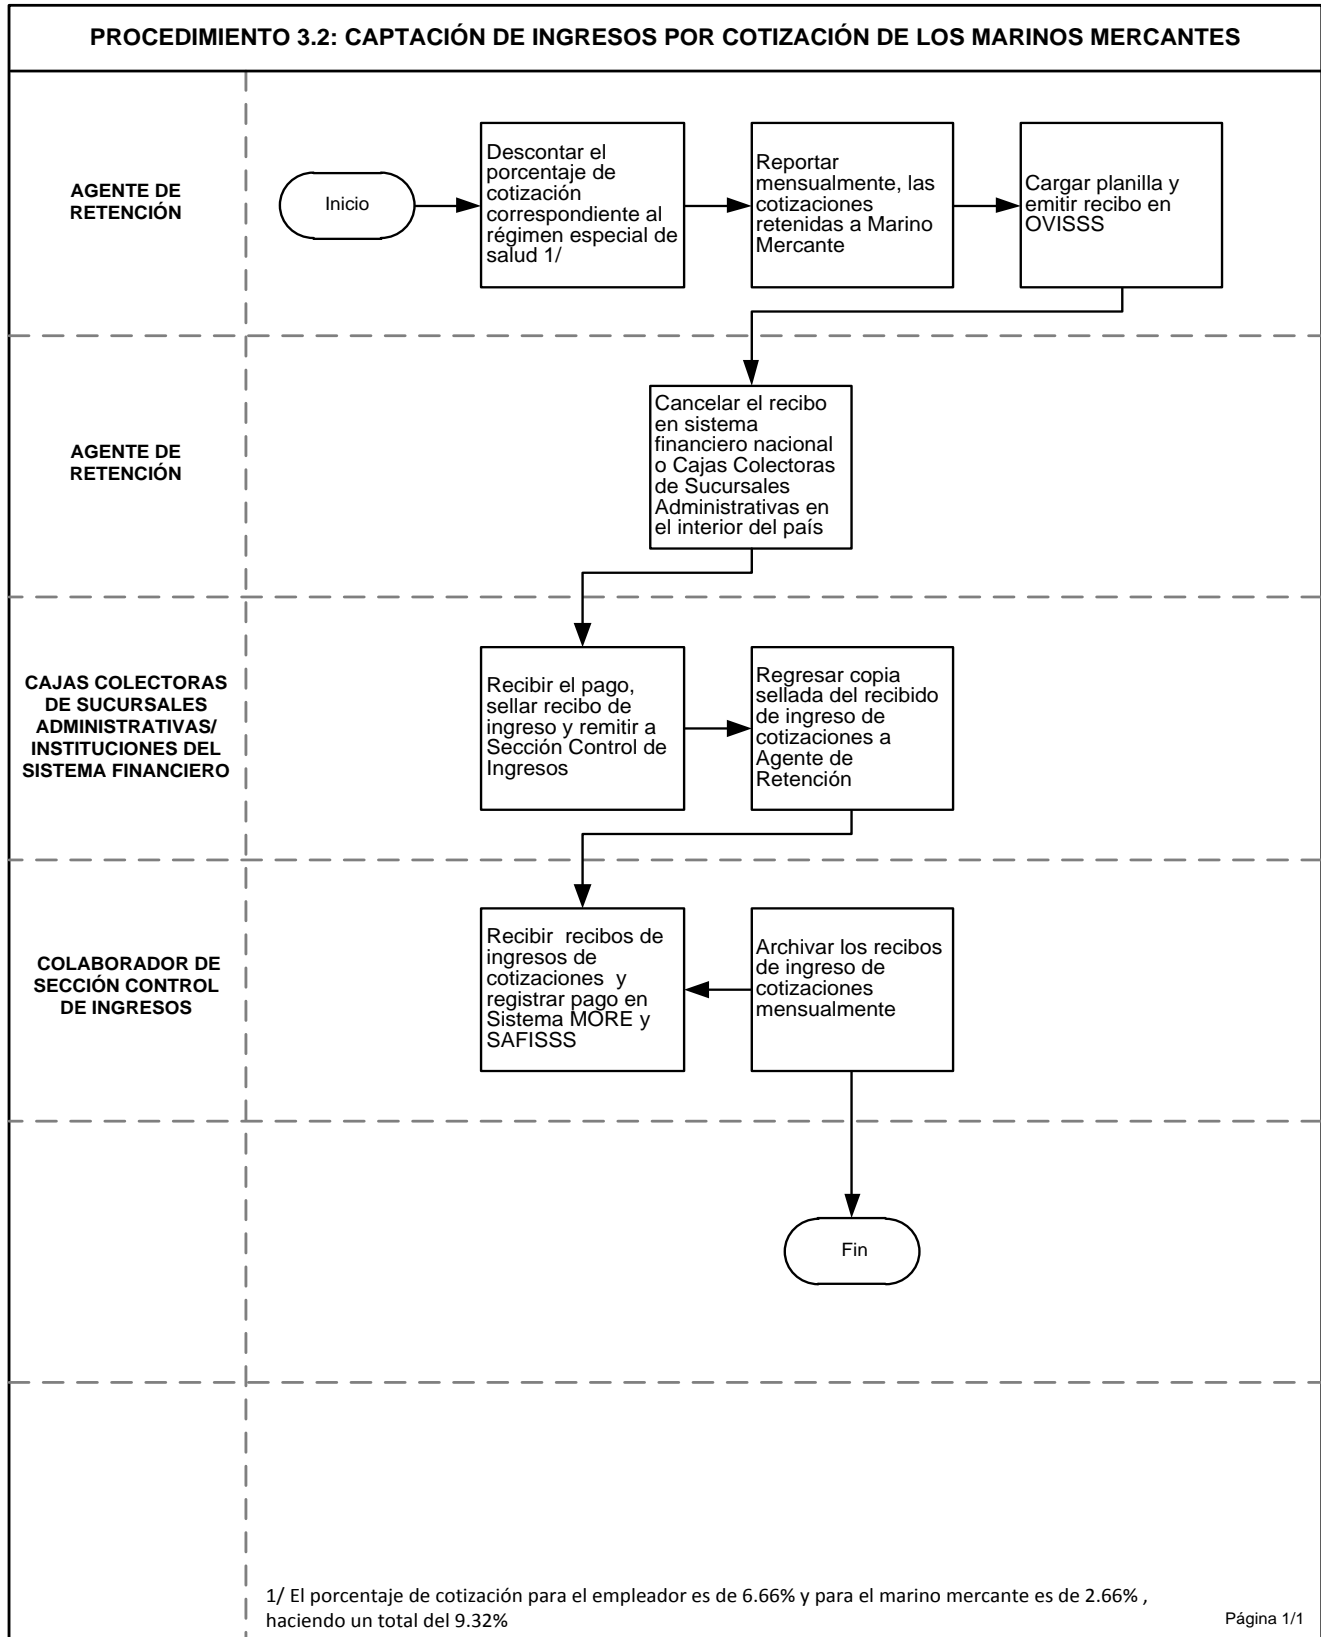 PROCEDIMIENTO 3.2: CAPTACIÓN DE INGRESOS POR COTIZACIÓN DE LOS MARINOS MERCANTES
AGENTE DE
RETENCIÓN
Inicio
Descontar el
porcentaje de
cotización
correspondiente al
régimen especial de
salud 1/
Reportar
mensualmente, las
cotizaciones
retenidas a Marino
Mercante
Cargar planilla y
emitir recibo en
OVISSS
AGENTE DE
RETENCIÓN
Cancelar el recibo
en sistema
financiero nacional
o Cajas Colectoras
de Sucursales
Administrativas en
el interior del país
CAJAS COLECTORAS
DE SUCURSALES
ADMINISTRATIVAS/
INSTITUCIONES DEL
SISTEMA FINANCIERO
Recibir el pago,
sellar recibo de
ingreso y remitir a
Sección Control de
Ingresos
Regresar copia
sellada del recibido
de ingreso de
cotizaciones a
Agente de
Retención
COLABORADOR DE
SECCIÓN CONTROL
DE INGRESOS
Recibir recibos de
ingresos de
cotizaciones y
registrar pago en
Sistema MORE y
SAFISSS
Archivar los recibos
de ingreso de
cotizaciones
mensualmente
Fin
1/ El porcentaje de cotización para el empleador es de 6.66% y para el marino mercante es de 2.66% ,
haciendo un total del 9.32%
Página 1/1